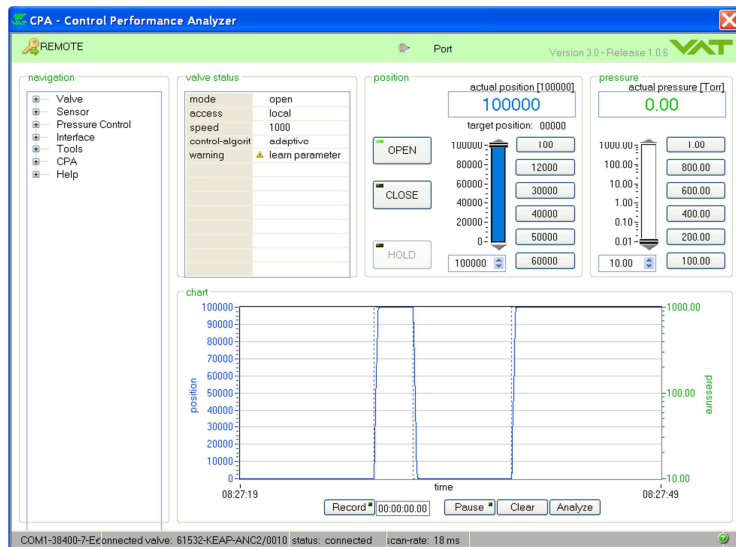 CPA - Control Performance Analyzer
REMOTE
Port
Version 3.0 - Release 1.0.6
VAT
navigation
Valve
Sensor
Pressure Control
Interface
Tools
CPA
Help
valve status
mode open
access local
speed 1000
control-algorit adaptive
warning learn parameter
position
actual position [100000]
100000
target position: 00000
OPEN
CLOSE
HOLD
100000
80000
60000
40000
20000
0
100000
100
12000
30000
40000
50000
60000
pressure
actual pressure [Torr]
0.00
1000.00
100.00
10.00
1.00
0.10
0.01
10.00
1.00
800.00
600.00
400.00
200.00
100.00
chart
100000
90000
80000
70000
60000
50000
40000
30000
20000
10000
0
position
1000.00
100.00
10.00
pressure
08:27:19
time
08:27:49
Record 00:00:00.00 Pause Clear Analyze
COM1-38400-7-E onnected valve: 61532-KEAP-ANC2/0010 status: connected scan-rate: 18 ms